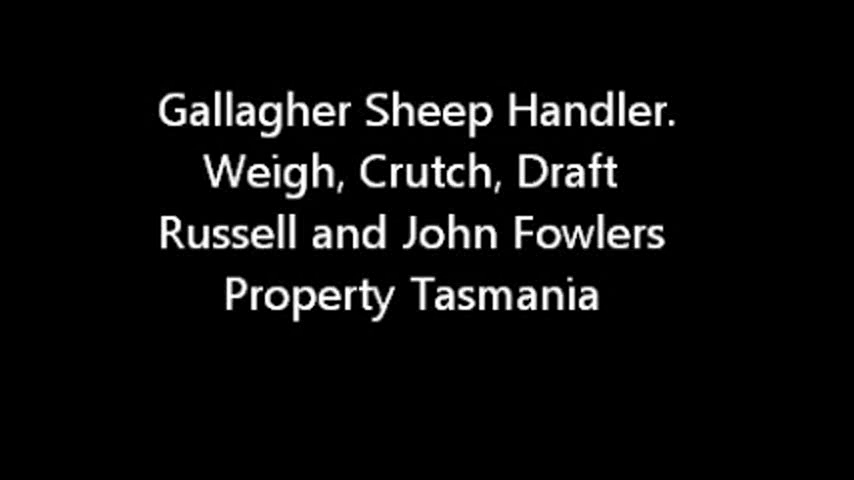 Gallagher Sheep Handler.
Weigh, Crutch, Draft
Russell and John Fowlers
Property Tasmania